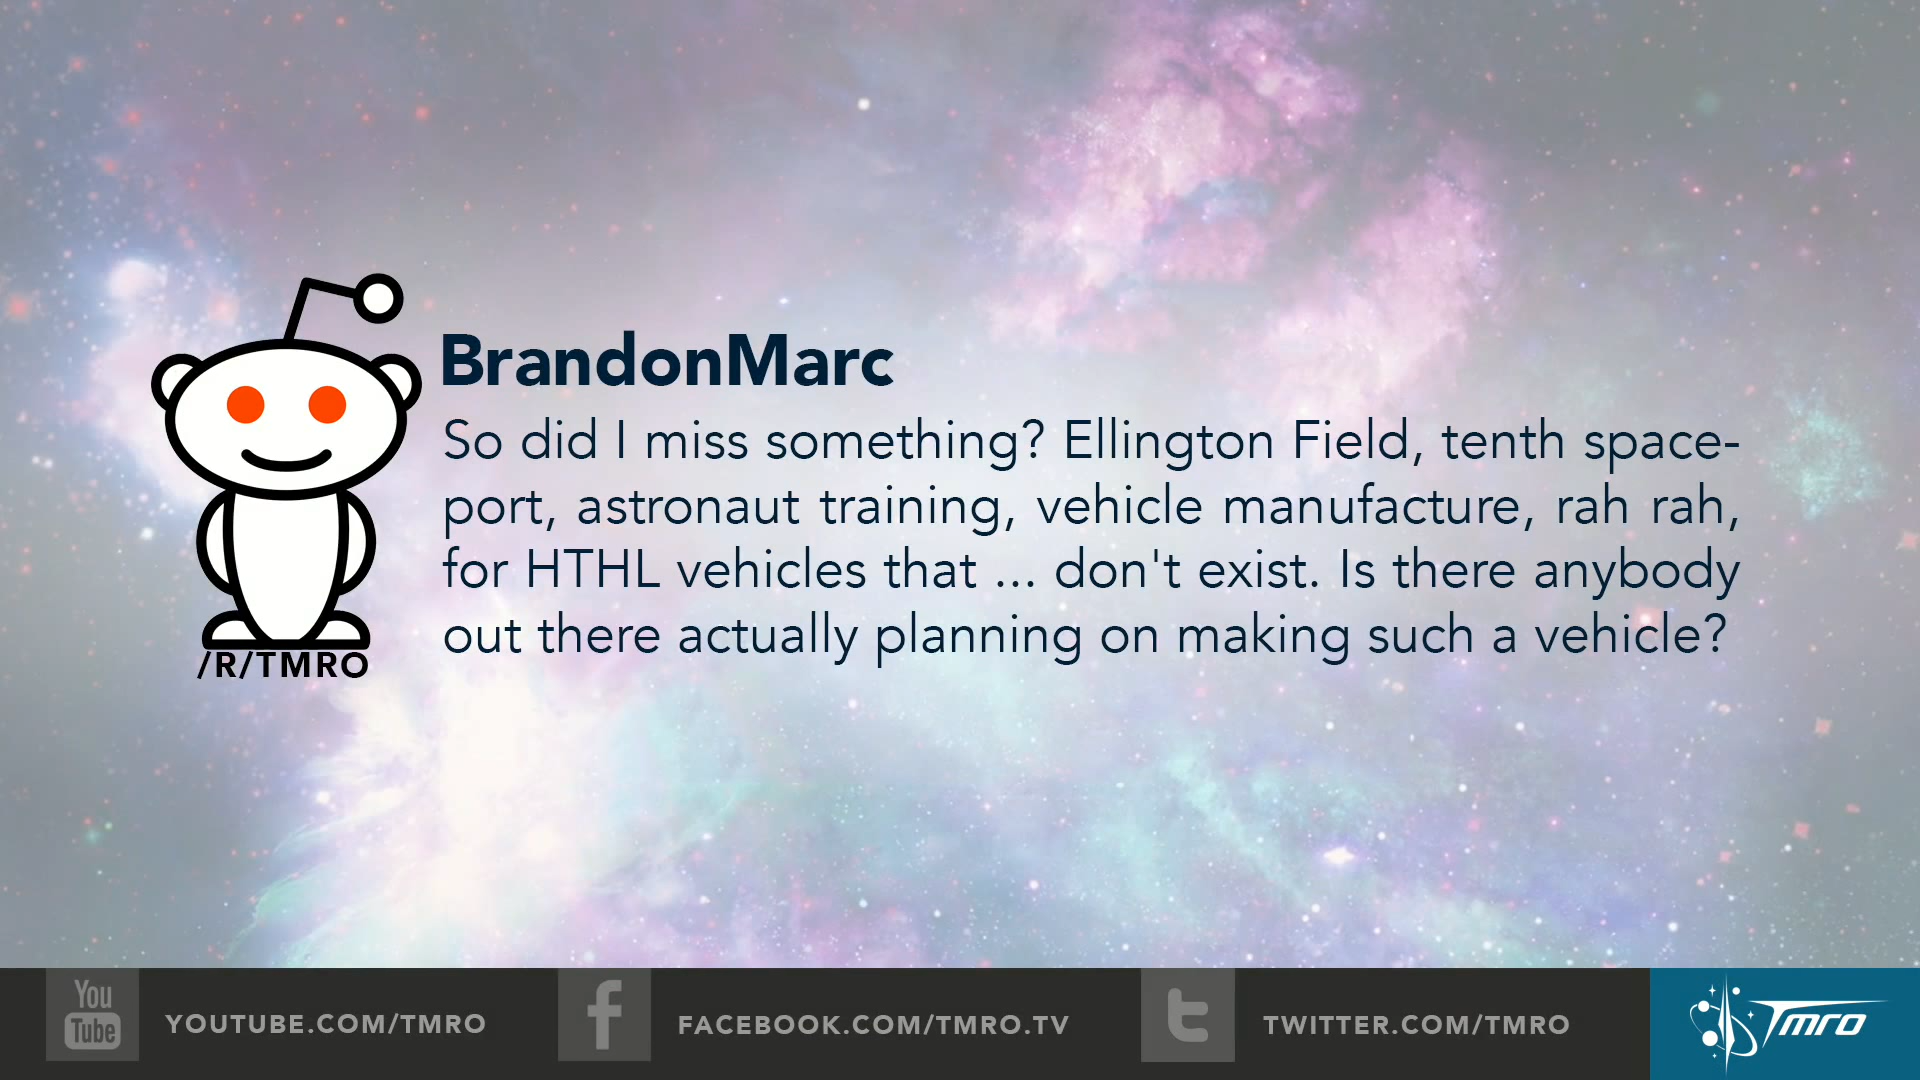 BrandonMarc
So did I miss something? Ellington Field, tenth space-
port, astronaut training, vehicle manufacture, rah rah,
for HTHL vehicles that ... don't exist. Is there anybody
out there actually planning on making such a vehicle?
/R/TMRO
You
Tube
YOUTUBE.COM/TMRO
f
FACEBOOK.COM/TMRO.TV
t
TWITTER.COM/TMRO
Tmro